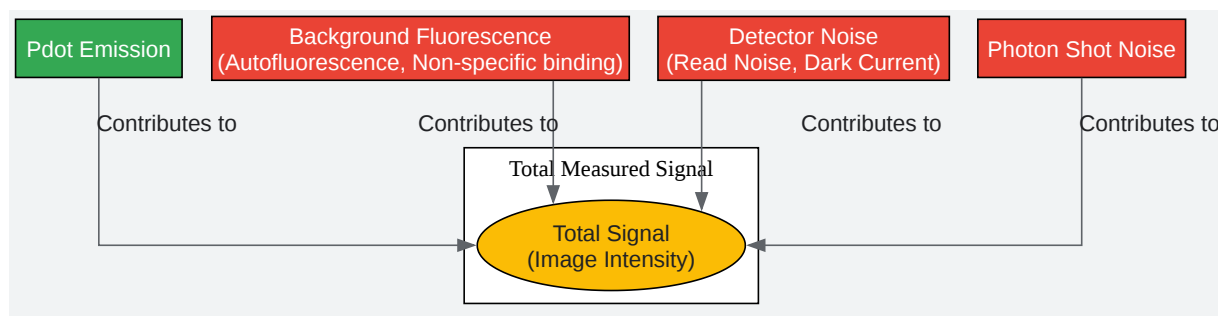 Pdot Emission
Background Fluorescence
(Autofluorescence, Non-specific binding)
Detector Noise
(Read Noise, Dark Current)
Photon Shot Noise
Contributes to
Contributes to
Contributes to
Contributes to
Total Measured Signal
Total Signal
(Image Intensity)